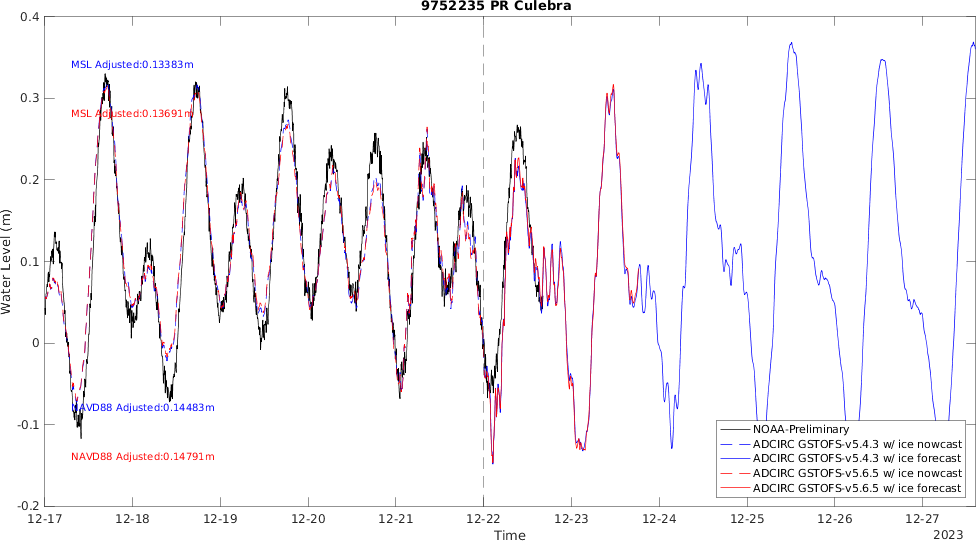 9752235 PR Culebra
0.4
0.3
0.2
0.1
0
-0.1
-0.2
Water Level (m)
MSL Adjusted:0.13383m
MSL Adjusted:0.13691m
NAVD88 Adjusted:0.14483m
NAVD88 Adjusted:0.14791m
NOAA-Preliminary
ADCIRC GSTOFS-v5.4.3 w/ ice nowcast
ADCIRC GSTOFS-v5.4.3 w/ ice forecast
ADCIRC GSTOFS-v5.6.5 w/ ice nowcast
ADCIRC GSTOFS-v5.6.5 w/ ice forecast
12-17 12-18 12-19 12-20 12-21 12-22 12-23 12-24 12-25 12-26 12-27
Time
2023